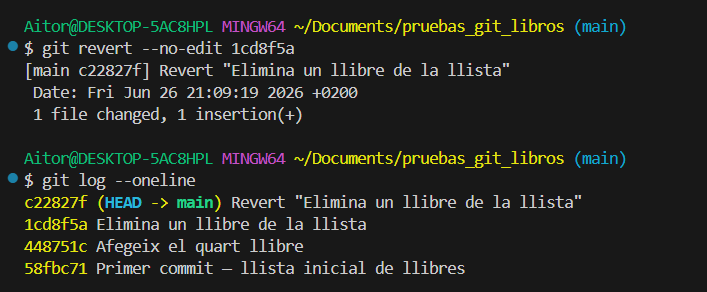 Aitor@DESKTOP-5AC8HPL MINGW64 ~/Documents/pruebas_git_libros (main)
$ git revert --no-edit 1cd8f5a
[main c22827f] Revert "Elimina un llibre de la llista"
 Date: Fri Jun 26 21:09:19 2026 +0200
 1 file changed, 1 insertion(+)
Aitor@DESKTOP-5AC8HPL MINGW64 ~/Documents/pruebas_git_libros (main)
$ git log --oneline
c22827f (HEAD -> main) Revert "Elimina un llibre de la llista"
1cd8f5a Elimina un llibre de la llista
448751c Afegeix el quart llibre
58fbc71 Primer commit — llista inicial de llibres